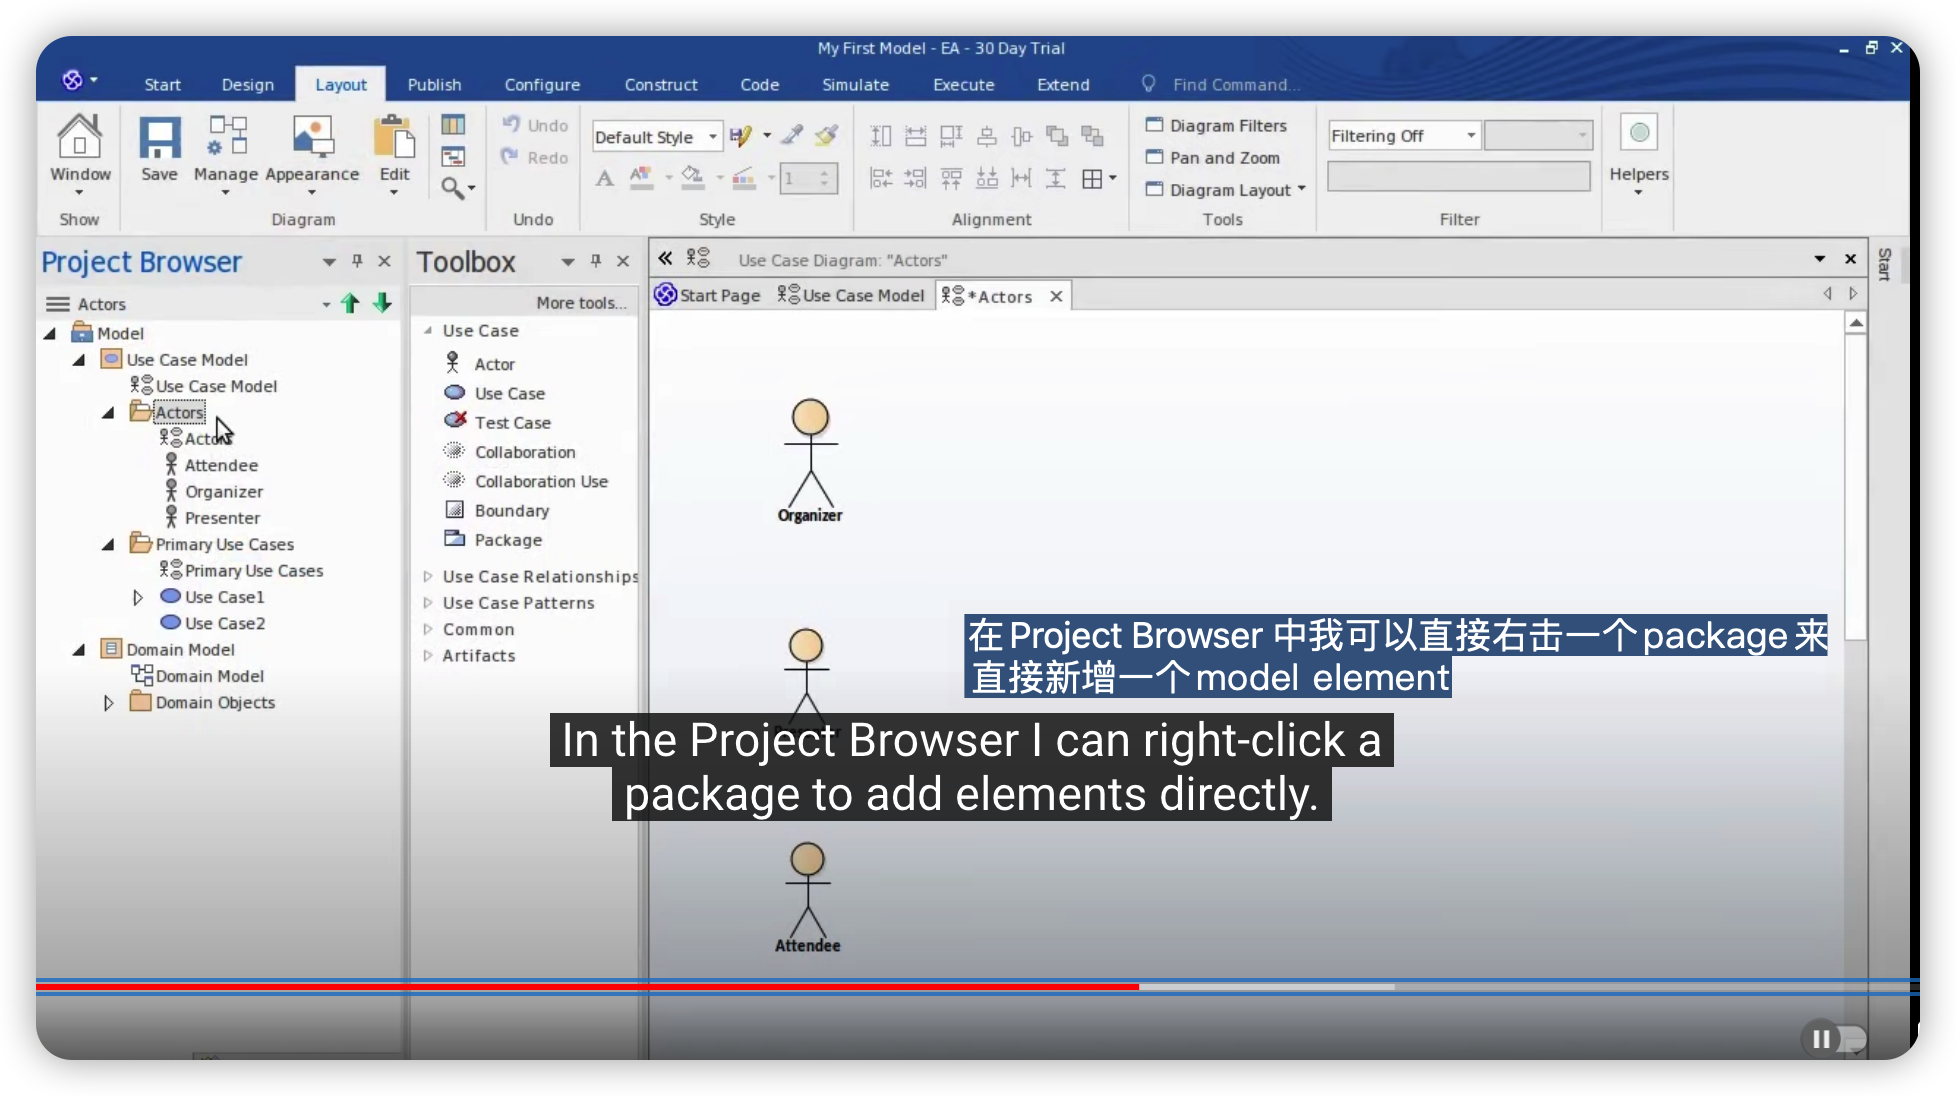 My First Model - EA - 30 Day Trial
Start Design Layout Publish Configure Construct Code Simulate Execute Extend Find Command...
Window Save Manage Appearance Edit
Undo
Redo
Default Style
A 1
Diagram Filters
Pan and Zoom
Diagram Layout
Filtering Off
Helpers
Show Diagram Undo Style Alignment Tools Filter
Project Browser
Actors
Model
Use Case Model
Use Case Model
Actors
Actors
Attendee
Organizer
Presenter
Primary Use Cases
Primary Use Cases
Use Case1
Use Case2
Domain Model
Domain Model
Domain Objects
Toolbox
More tools...
Use Case
Actor
Use Case
Test Case
Collaboration
Collaboration Use
Boundary
Package
Use Case Relationships
Use Case Patterns
Common
Artifacts
Use Case Diagram: "Actors"
Start Page Use Case Model *Actors
Start
Organizer
在Project Browser 中我可以直接右击一个package来
直接新增一个model element
In the Project Browser I can right-click a
package to add elements directly.
Attendee